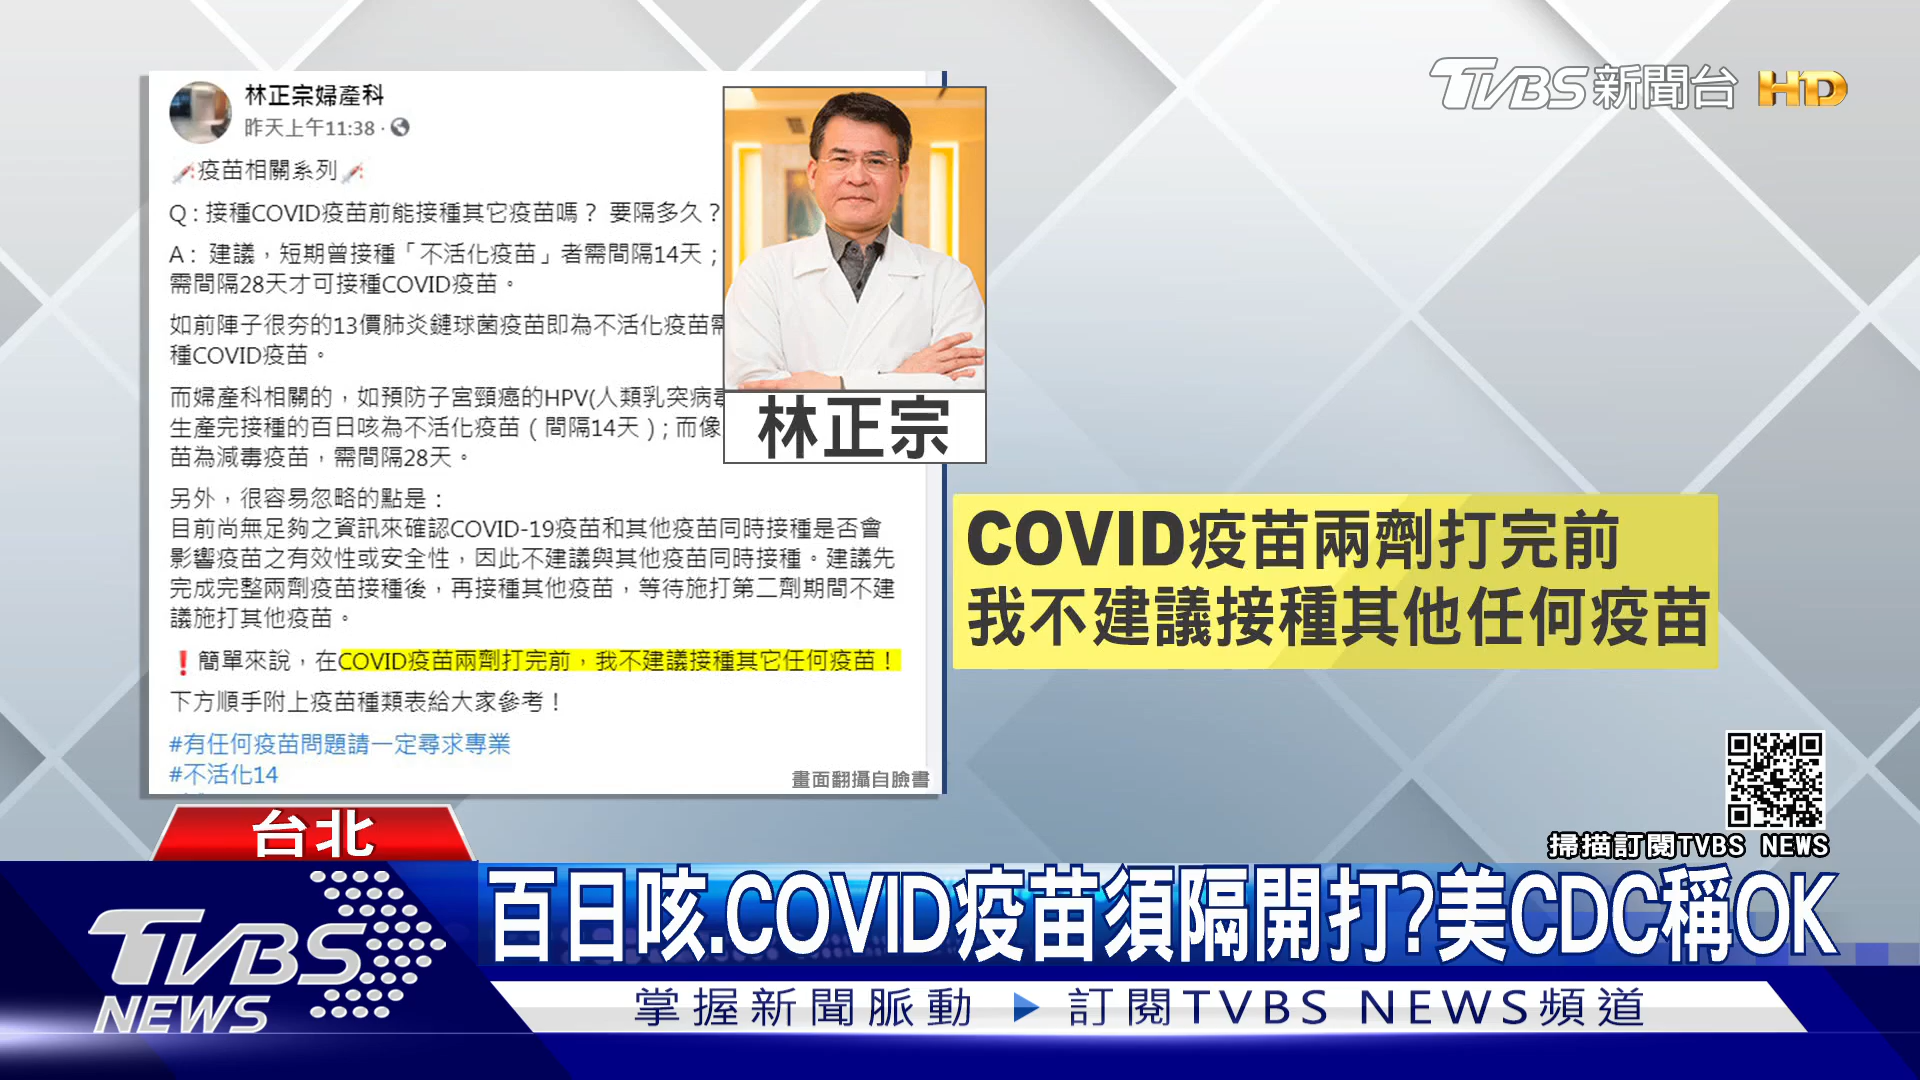 TVBS新聞台 HD
林正宗婦產科
昨天上午11:38
疫苗相關系列
Q：接種COVID疫苗前能接種其它疫苗嗎？ 要隔多久？
A： 建議，短期曾接種「不活化疫苗」者需間隔14天；
需間隔28天才可接種COVID疫苗。
如前陣子很夯的13價肺炎鏈球菌疫苗即為不活化疫苗需
種COVID疫苗。
而婦產科相關的，如預防子宮頸癌的HPV(人類乳突病毒
生產完接種的百日咳為不活化疫苗（間隔14天）；而像
苗為減毒疫苗，需間隔28天。
另外，很容易忽略的點是：
目前尚無足夠之資訊來確認COVID-19疫苗和其他疫苗同時接種是否會
影響疫苗之有效性或安全性，因此不建議與其他疫苗同時接種。建議先
完成完整兩劑疫苗接種後，再接種其他疫苗，等待施打第二劑期間不建
議施打其他疫苗。
❗簡單來說，在COVID疫苗兩劑打完前，我不建議接種其它任何疫苗！
下方順手附上疫苗種類表給大家參考！
#有任何疫苗問題請一定尋求專業
#不活化14
畫面翻攝自臉書
林正宗
COVID疫苗兩劑打完前
我不建議接種其他任何疫苗
掃描訂閱TVBS NEWS
台北
百日咳.COVID疫苗須隔開打?美CDC稱OK
TVBS
NEWS
掌握新聞脈動 ▶ 訂閱TVBS NEWS頻道